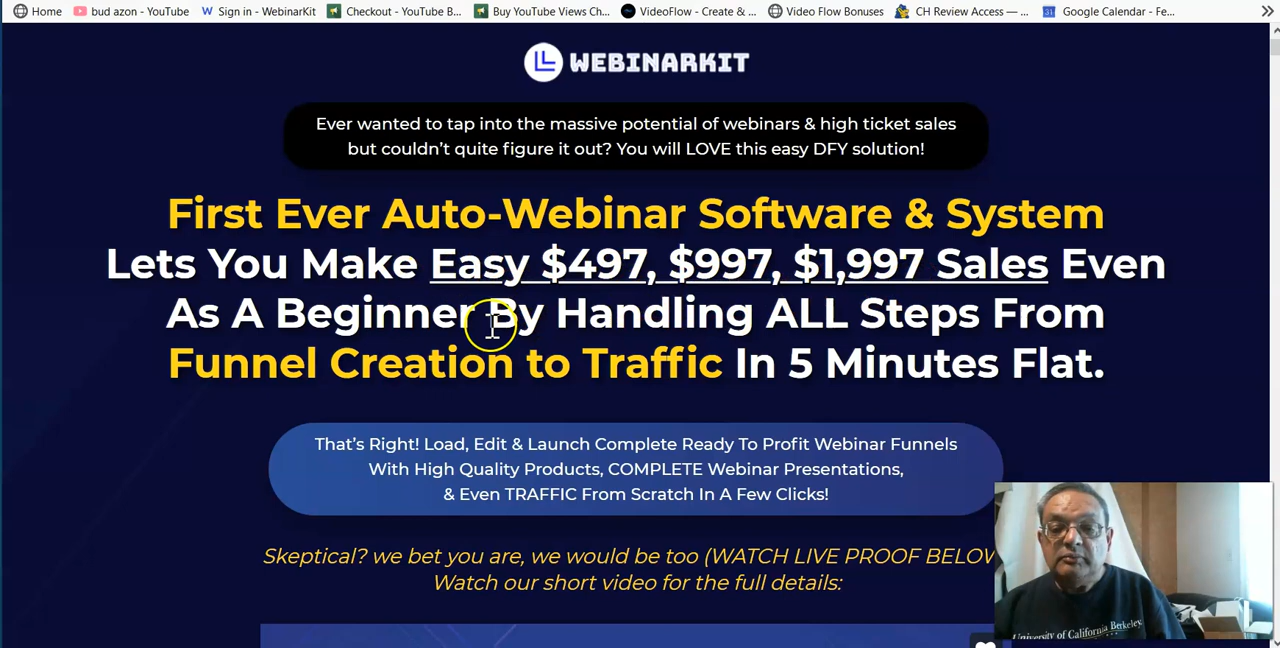 Home bud azon - YouTube Sign in - WebinarKit Checkout - YouTube B... Buy YouTube Views Ch... VideoFlow - Create & ... Video Flow Bonuses CH Review Access — ... Google Calendar - Fe...
WEBINARKIT
Ever wanted to tap into the massive potential of webinars & high ticket sales
but couldn't quite figure it out? You will LOVE this easy DFY solution!
First Ever Auto-Webinar Software & System
Lets You Make Easy $497, $997, $1,997 Sales Even
As A Beginner By Handling ALL Steps From
Funnel Creation to Traffic In 5 Minutes Flat.
That's Right! Load, Edit & Launch Complete Ready To Profit Webinar Funnels
With High Quality Products, COMPLETE Webinar Presentations,
& Even TRAFFIC From Scratch In A Few Clicks!
Skeptical? we bet you are, we would be too (WATCH LIVE PROOF BELOW
Watch our short video for the full details:
University of California Berkeley.